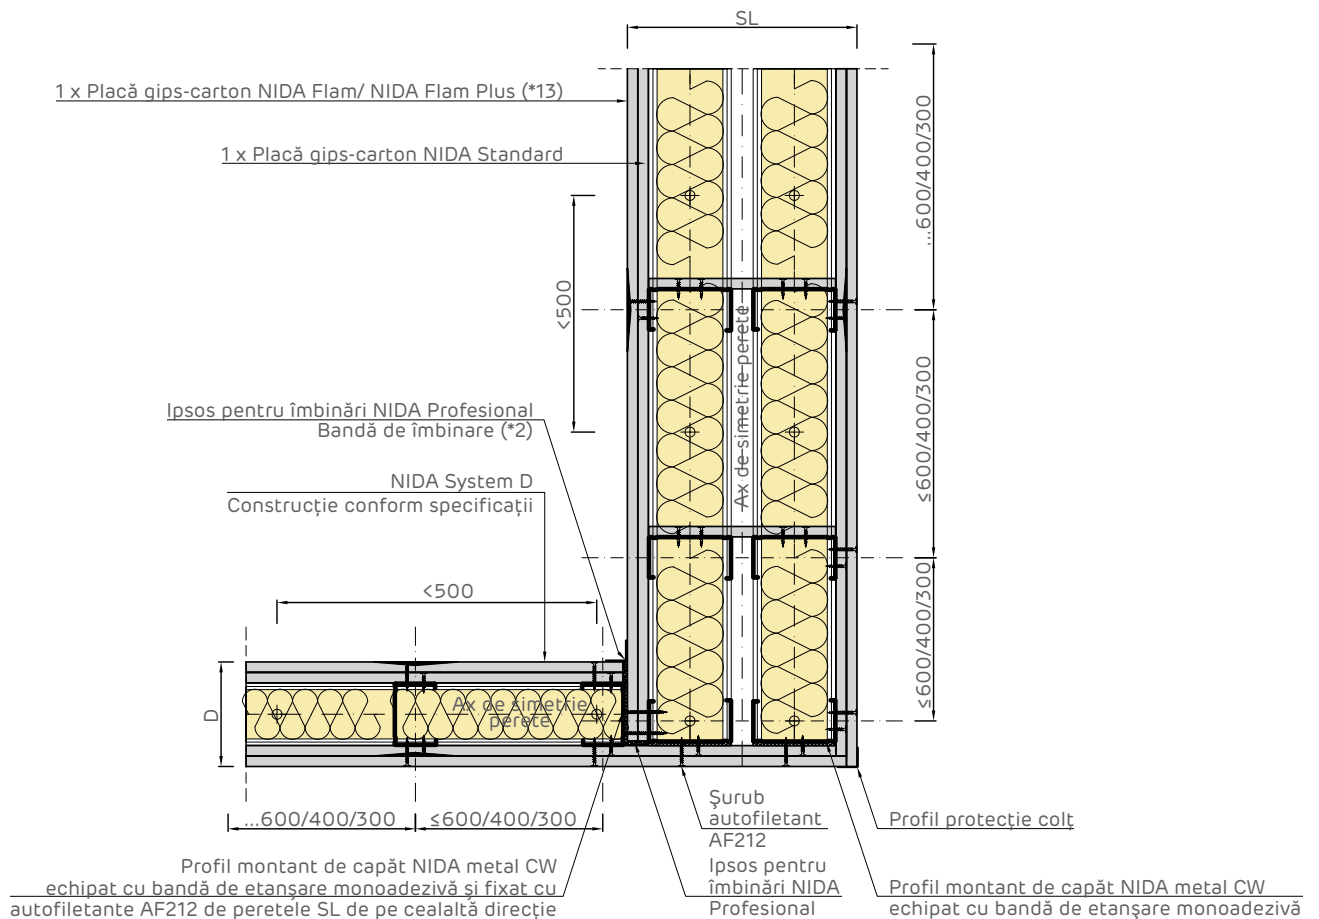 SL
1 x Placă gips-carton NIDA Flam/ NIDA Flam Plus (*13)
1 x Placă gips-carton NIDA Standard
...600/400/300
<500
Ax de simetrie perete
Ipsos pentru îmbinări NIDA Profesional
Bandă de îmbinare (*2)
≤600/400/300
NIDA System D
Construcţie conform specificaţii
<500
≤600/400/300
D
Ax de simetrie
perete
...600/400/300
≤600/400/300
Şurub
autofiletant
AF212
Profil protecţie colţ
Profil montant de capăt NIDA metal CW
echipat cu bandă de etanşare monoadezivă şi fixat cu
autofiletante AF212 de peretele SL de pe cealaltă direcţie
Ipsos pentru
îmbinări NIDA
Profesional
Profil montant de capăt NIDA metal CW
echipat cu bandă de etanşare monoadezivă